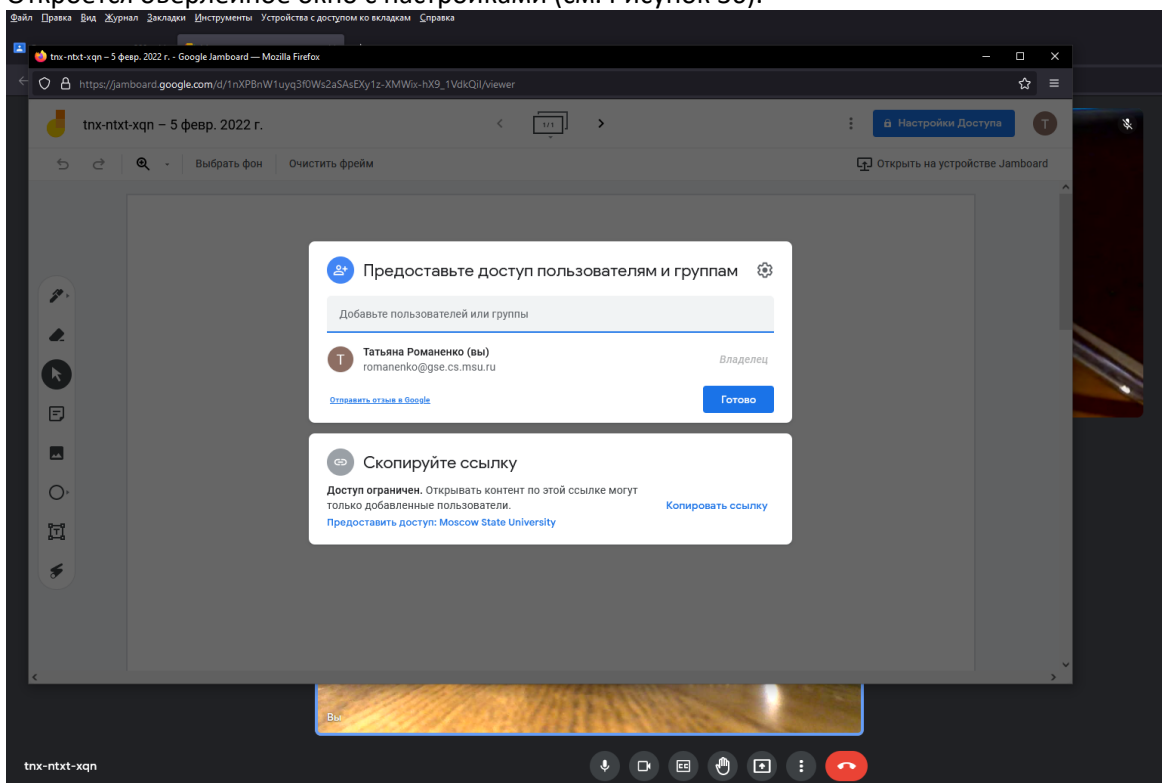 Откроется оверлейное окно с настройками (см. Рисунок 36).
Файл Правка Вид Журнал Закладки Инструменты Устройства с доступом ко вкладкам Справка
tnx-ntxt-xqn – 5 февр. 2022 г. - Google Jamboard — Mozilla Firefox
https://jamboard.google.com/d/1nXPBnW1uyq3f0Ws2aSAsEXy1z-XMWix-hX9_1VdkQiI/viewer
tnx-ntxt-xqn – 5 февр. 2022 г.
1/1
Настройки Доступа
T
Выбрать фон
Очистить фрейм
Открыть на устройстве Jamboard
Предоставьте доступ пользователям и группам
Добавьте пользователей или группы
T
Татьяна Романенко (вы)
romanenko@gse.cs.msu.ru
Владелец
Отправить отзыв в Google
Готово
Скопируйте ссылку
Доступ ограничен. Открывать контент по этой ссылке могут
только добавленные пользователи.
Копировать ссылку
Предоставить доступ: Moscow State University
Вы
tnx-ntxt-xqn